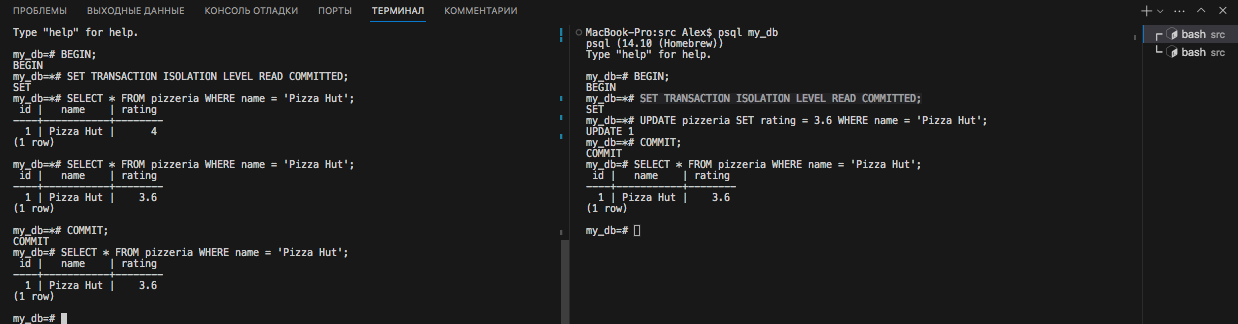 ПРОБЛЕМЫ ВЫХОДНЫЕ ДАННЫЕ КОНСОЛЬ ОТЛАДКИ ПОРТЫ ТЕРМИНАЛ КОММЕНТАРИИ
Type "help" for help.

my_db=# BEGIN;
BEGIN
my_db=*# SET TRANSACTION ISOLATION LEVEL READ COMMITTED;
SET
my_db=*# SELECT * FROM pizzeria WHERE name = 'Pizza Hut';
 id |   name    | rating
----+-----------+--------
  1 | Pizza Hut |      4
(1 row)

my_db=*# SELECT * FROM pizzeria WHERE name = 'Pizza Hut';
 id |   name    | rating
----+-----------+--------
  1 | Pizza Hut |    3.6
(1 row)

my_db=*# COMMIT;
COMMIT
my_db=# SELECT * FROM pizzeria WHERE name = 'Pizza Hut';
 id |   name    | rating
----+-----------+--------
  1 | Pizza Hut |    3.6
(1 row)

my_db=#
MacBook-Pro:src Alex$ psql my_db
psql (14.10 (Homebrew))
Type "help" for help.

my_db=# BEGIN;
BEGIN
my_db=*# SET TRANSACTION ISOLATION LEVEL READ COMMITTED;
SET
my_db=*# UPDATE pizzeria SET rating = 3.6 WHERE name = 'Pizza Hut';
UPDATE 1
my_db=*# COMMIT;
COMMIT
my_db=# SELECT * FROM pizzeria WHERE name = 'Pizza Hut';
 id |   name    | rating
----+-----------+--------
  1 | Pizza Hut |    3.6
(1 row)

my_db=#
bash src
bash src